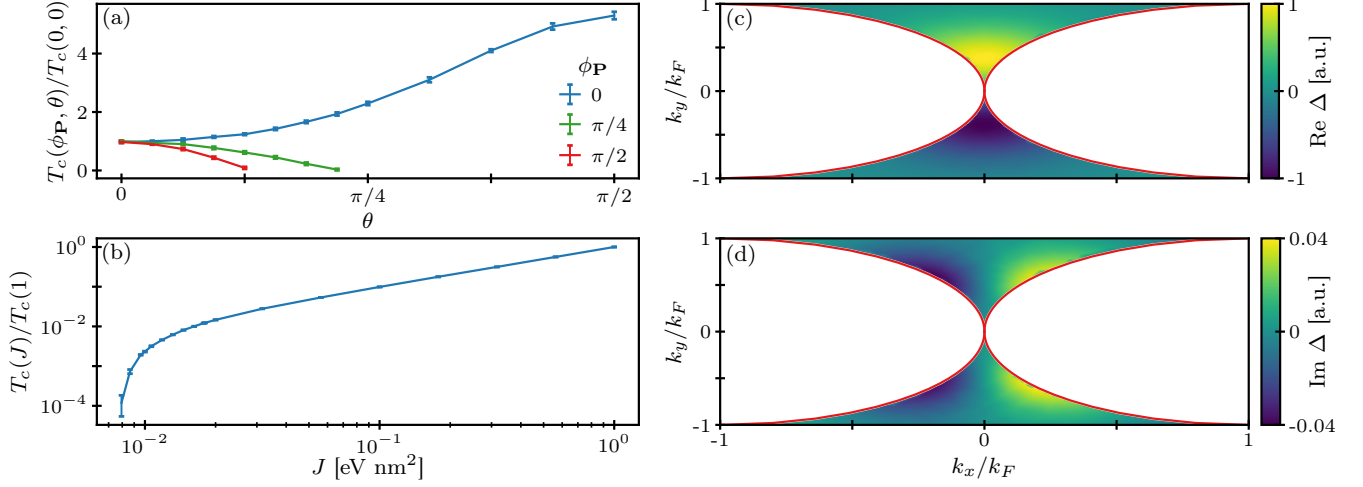 (a)
T_c(ϕ_P, θ)/T_c(0, 0)
4
2
0
ϕ_P
0
π/4
π/2
0
π/4
π/2
θ
(b)
T_c(J)/T_c(1)
10^0
10^−2
10^−4
10^−2
10^−1
10^0
J [eV nm^2]
(c)
k_y/k_F
1
0
-1
1
0
-1
Re Δ [a.u.]
(d)
k_y/k_F
1
0
-1
-1
0
1
k_x/k_F
0.04
0
-0.04
Im Δ [a.u.]